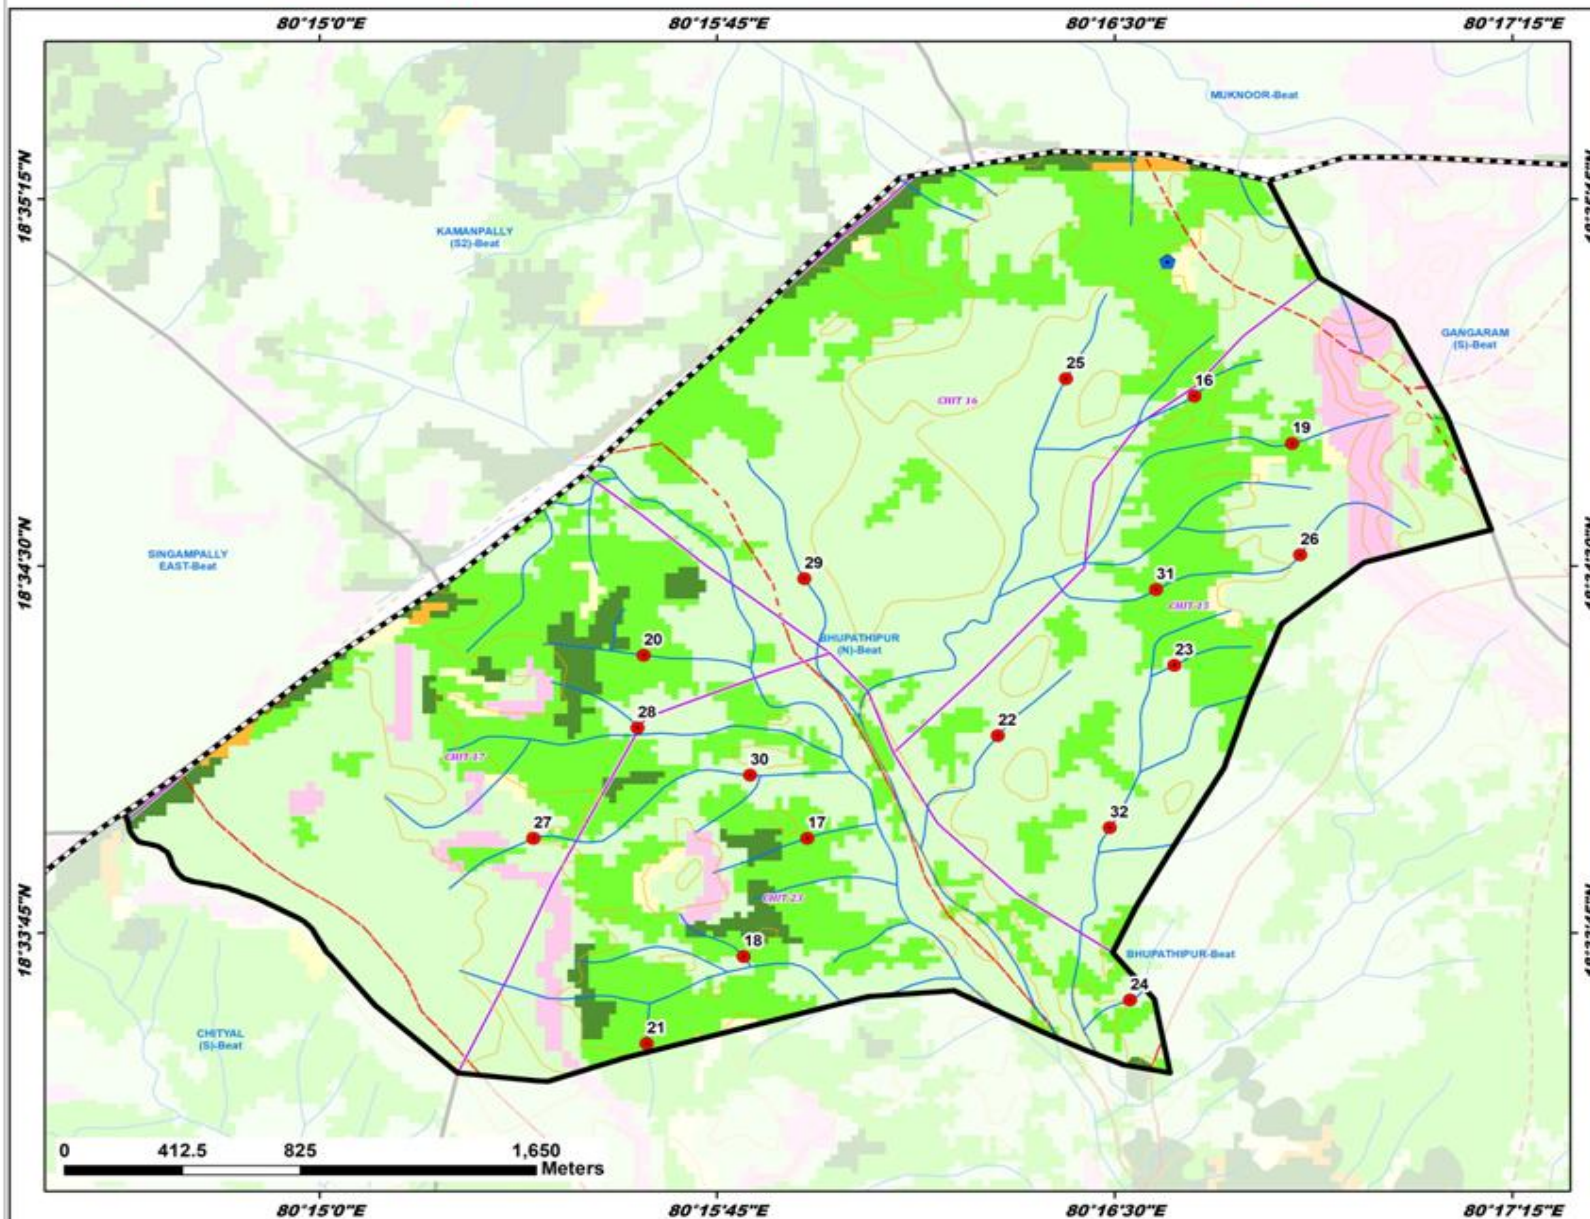 80°15'0"E 80°15'45"E 80°16'30"E 80°17'15"E
MUKNOOR-Beat
18°35'15"N
KAMANPALLY
(S2)-Beat
GANGARAM
(S)-Beat
25
16
CHIT 16
19
SINGAMPALLY
EAST-Beat
18°34'30"N
26
29
31
CHIT-15
20
BHUPATHIPUR
(N)-Beat
23
28
22
CHIT-17
30
27
17
32
CHIT-23
18°33'45"N
18
BHUPATHIPUR-Beat
24
CHITYAL
(S)-Beat
21
0 412.5 825 1,650
Meters
80°15'0"E 80°15'45"E 80°16'30"E 80°17'15"E